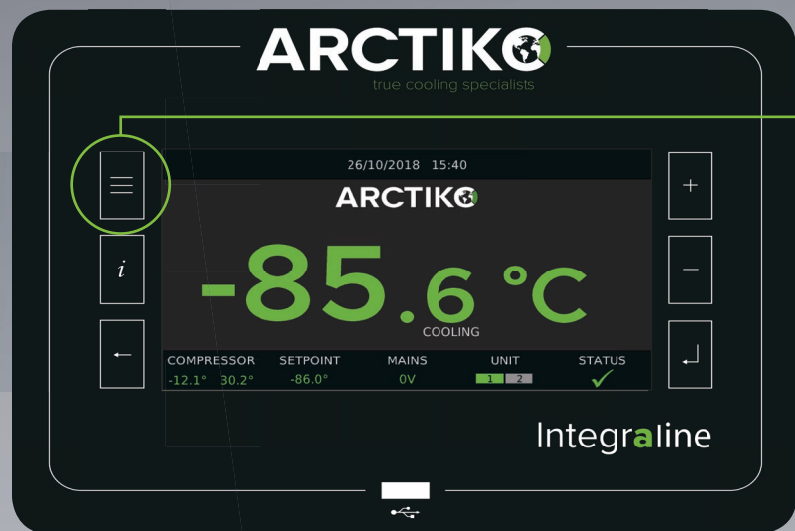 ARCTIKO
true cooling specialists
26/10/2018 15:40
ARCTIKO
+
i
-85.6 °C
−
COOLING
COMPRESSOR SETPOINT MAINS UNIT STATUS
-12.1° 30.2° -86.0° 0V 1 2
Integraline